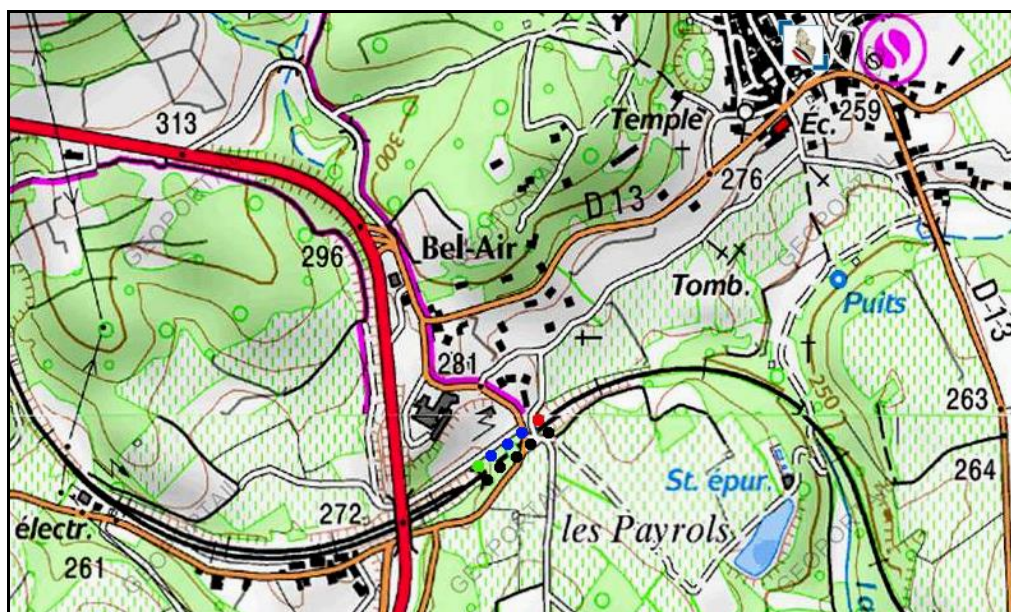 313
300
Temple
Éc.
259
D 13
276
Bel-Air
296
Tomb.
Puits
D-13
281
250
263
264
St. épur.
272
les Payrols
électr.
261
GEOPORTAIL